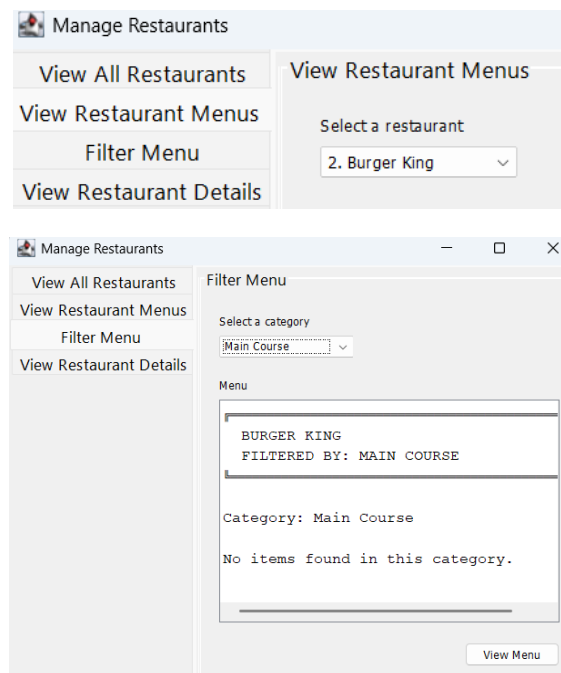 Manage Restaurants
View All Restaurants
View Restaurant Menus
Filter Menu
View Restaurant Details
View Restaurant Menus
Select a restaurant
2. Burger King
Manage Restaurants
View All Restaurants
View Restaurant Menus
Filter Menu
View Restaurant Details
Filter Menu
Select a category
Main Course
Menu
BURGER KING
FILTERED BY: MAIN COURSE
Category: Main Course
No items found in this category.
View Menu